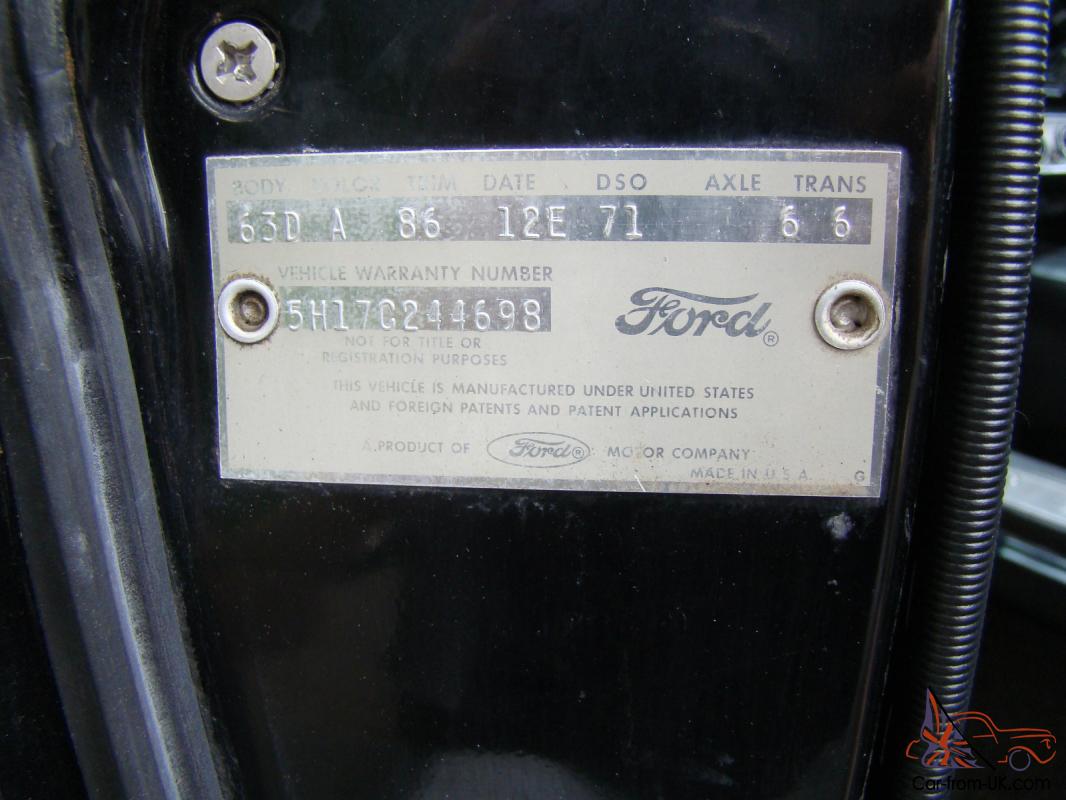 BODY COLOR TRIM DATE DSO AXLE TRANS
63D A 86 12E 71 6 6
VEHICLE WARRANTY NUMBER
5H17G244698
NOT FOR TITLE OR
REGISTRATION PURPOSES
Ford®
THIS VEHICLE IS MANUFACTURED UNDER UNITED STATES
AND FOREIGN PATENTS AND PATENT APPLICATIONS
A PRODUCT OF Ford® MOTOR COMPANY
MADE IN U.S.A. G
Car-from-UK.com